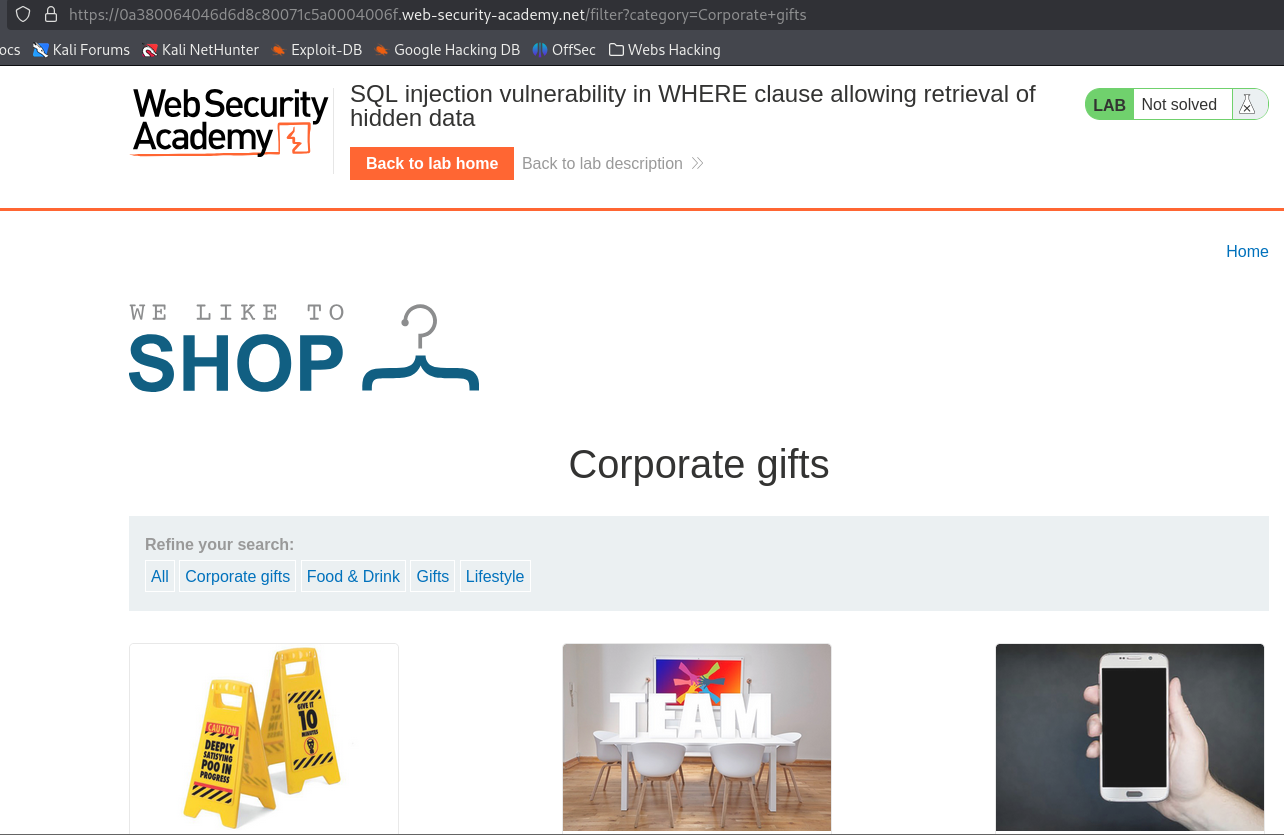 https://0a380064046d6d8c80071c5a0004006f.web-security-academy.net/filter?category=Corporate+gifts
ocs Kali Forums Kali NetHunter Exploit-DB Google Hacking DB OffSec Webs Hacking
Web Security
Academy
SQL injection vulnerability in WHERE clause allowing retrieval of
hidden data
LAB Not solved
Back to lab home Back to lab description
Home
WE LIKE TO
SHOP
Corporate gifts
Refine your search:
All Corporate gifts Food & Drink Gifts Lifestyle
CAUTION
DEEPLY
SATISFYING
POO IN
PROGRESS
GIVE IT
10
MINUTES
TEAM